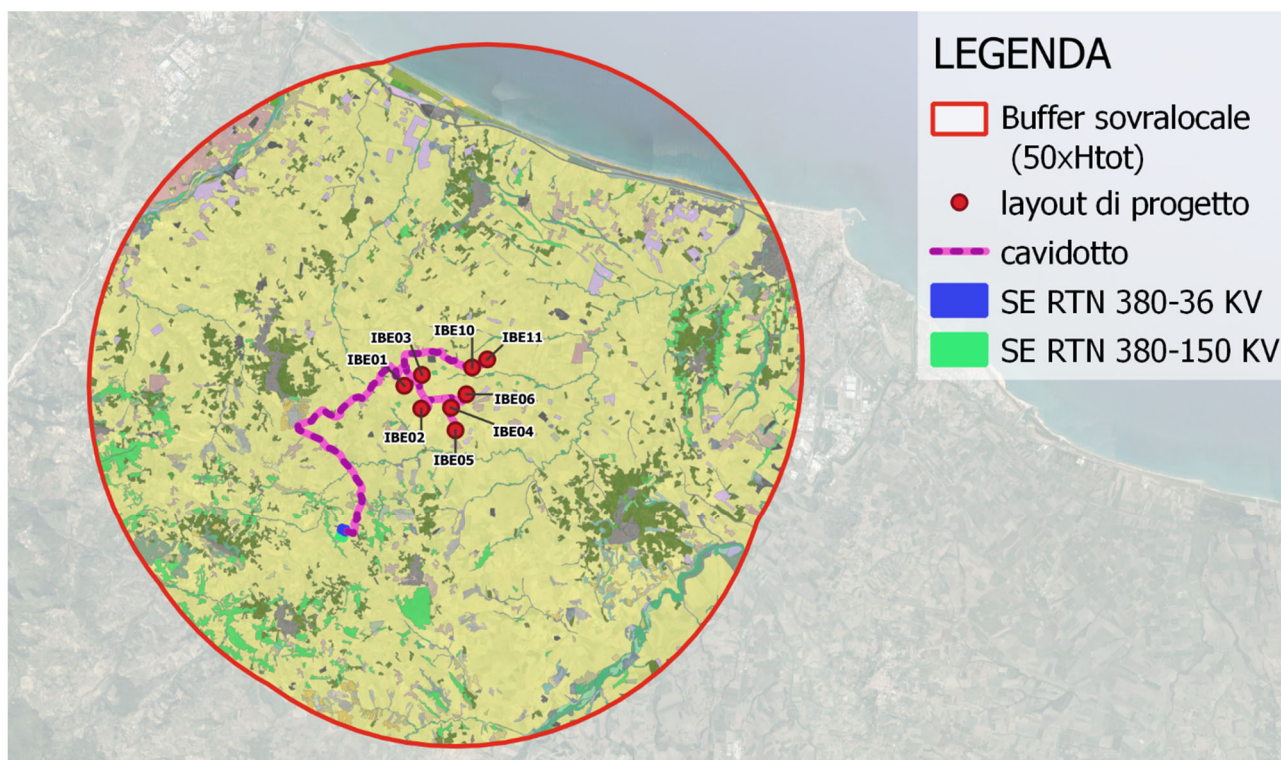 LEGENDA
Buffer sovralocale
(50xHtot)
layout di progetto
cavidotto
SE RTN 380-36 KV
SE RTN 380-150 KV
IBE03
IBE10
IBE11
IBE01
IBE06
IBE02
IBE04
IBE05